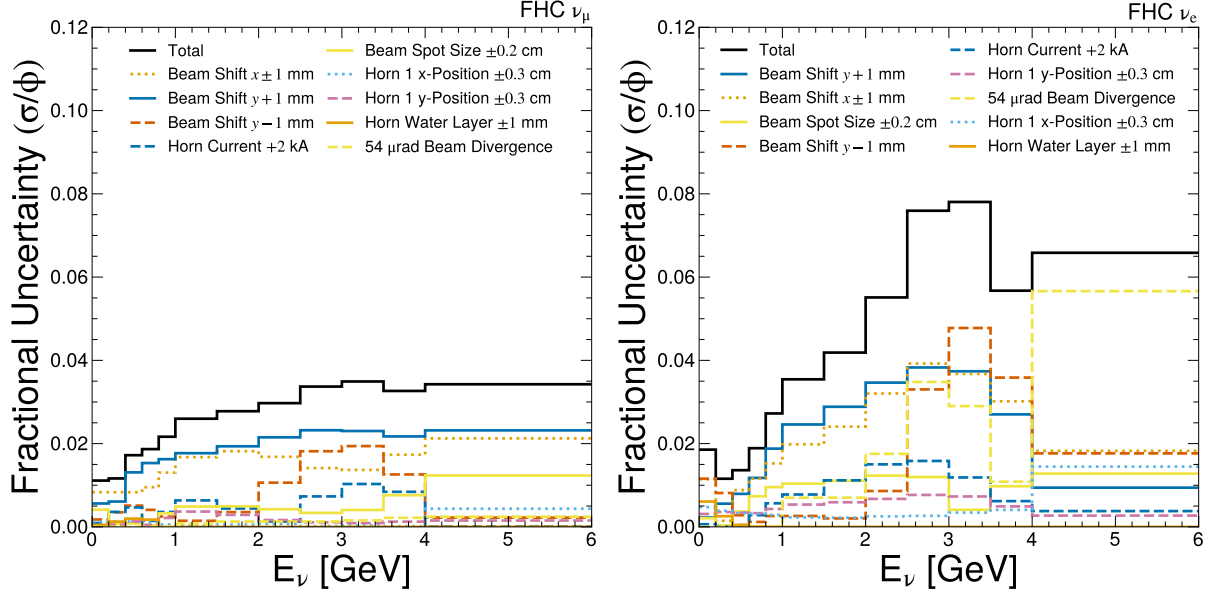 FHC νμ
Fractional Uncertainty (σ/ϕ)
0.12
0.10
0.08
0.06
0.04
0.02
0.00
Total
Beam Shift x ± 1 mm
Beam Shift y + 1 mm
Beam Shift y − 1 mm
Horn Current +2 kA
Beam Spot Size ±0.2 cm
Horn 1 x-Position ±0.3 cm
Horn 1 y-Position ±0.3 cm
Horn Water Layer ±1 mm
54 μrad Beam Divergence
0 1 2 3 4 5 6
Eν [GeV]
FHC νe
Fractional Uncertainty (σ/ϕ)
0.12
0.10
0.08
0.06
0.04
0.02
0.00
Total
Beam Shift y + 1 mm
Beam Shift x ± 1 mm
Beam Spot Size ±0.2 cm
Beam Shift y − 1 mm
Horn Current +2 kA
Horn 1 y-Position ±0.3 cm
54 μrad Beam Divergence
Horn 1 x-Position ±0.3 cm
Horn Water Layer ±1 mm
0 1 2 3 4 5 6
Eν [GeV]